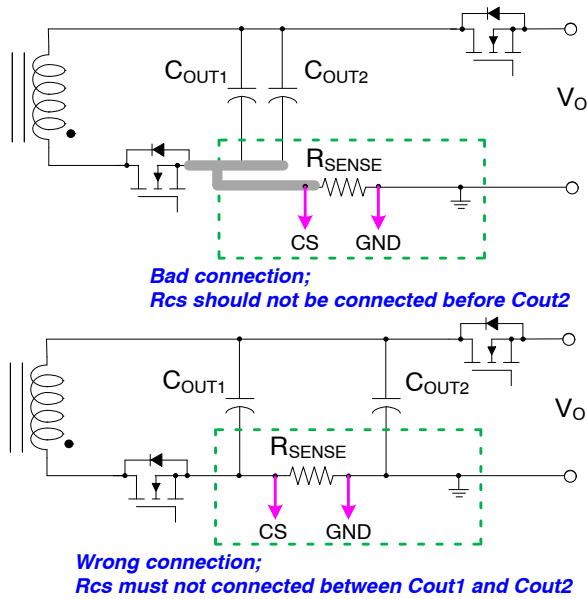 COUT1
COUT2
VO
RSENSE
CS
GND
Bad connection;
Rcs should not be connected before Cout2
COUT1
COUT2
VO
RSENSE
CS
GND
Wrong connection;
Rcs must not connected between Cout1 and Cout2